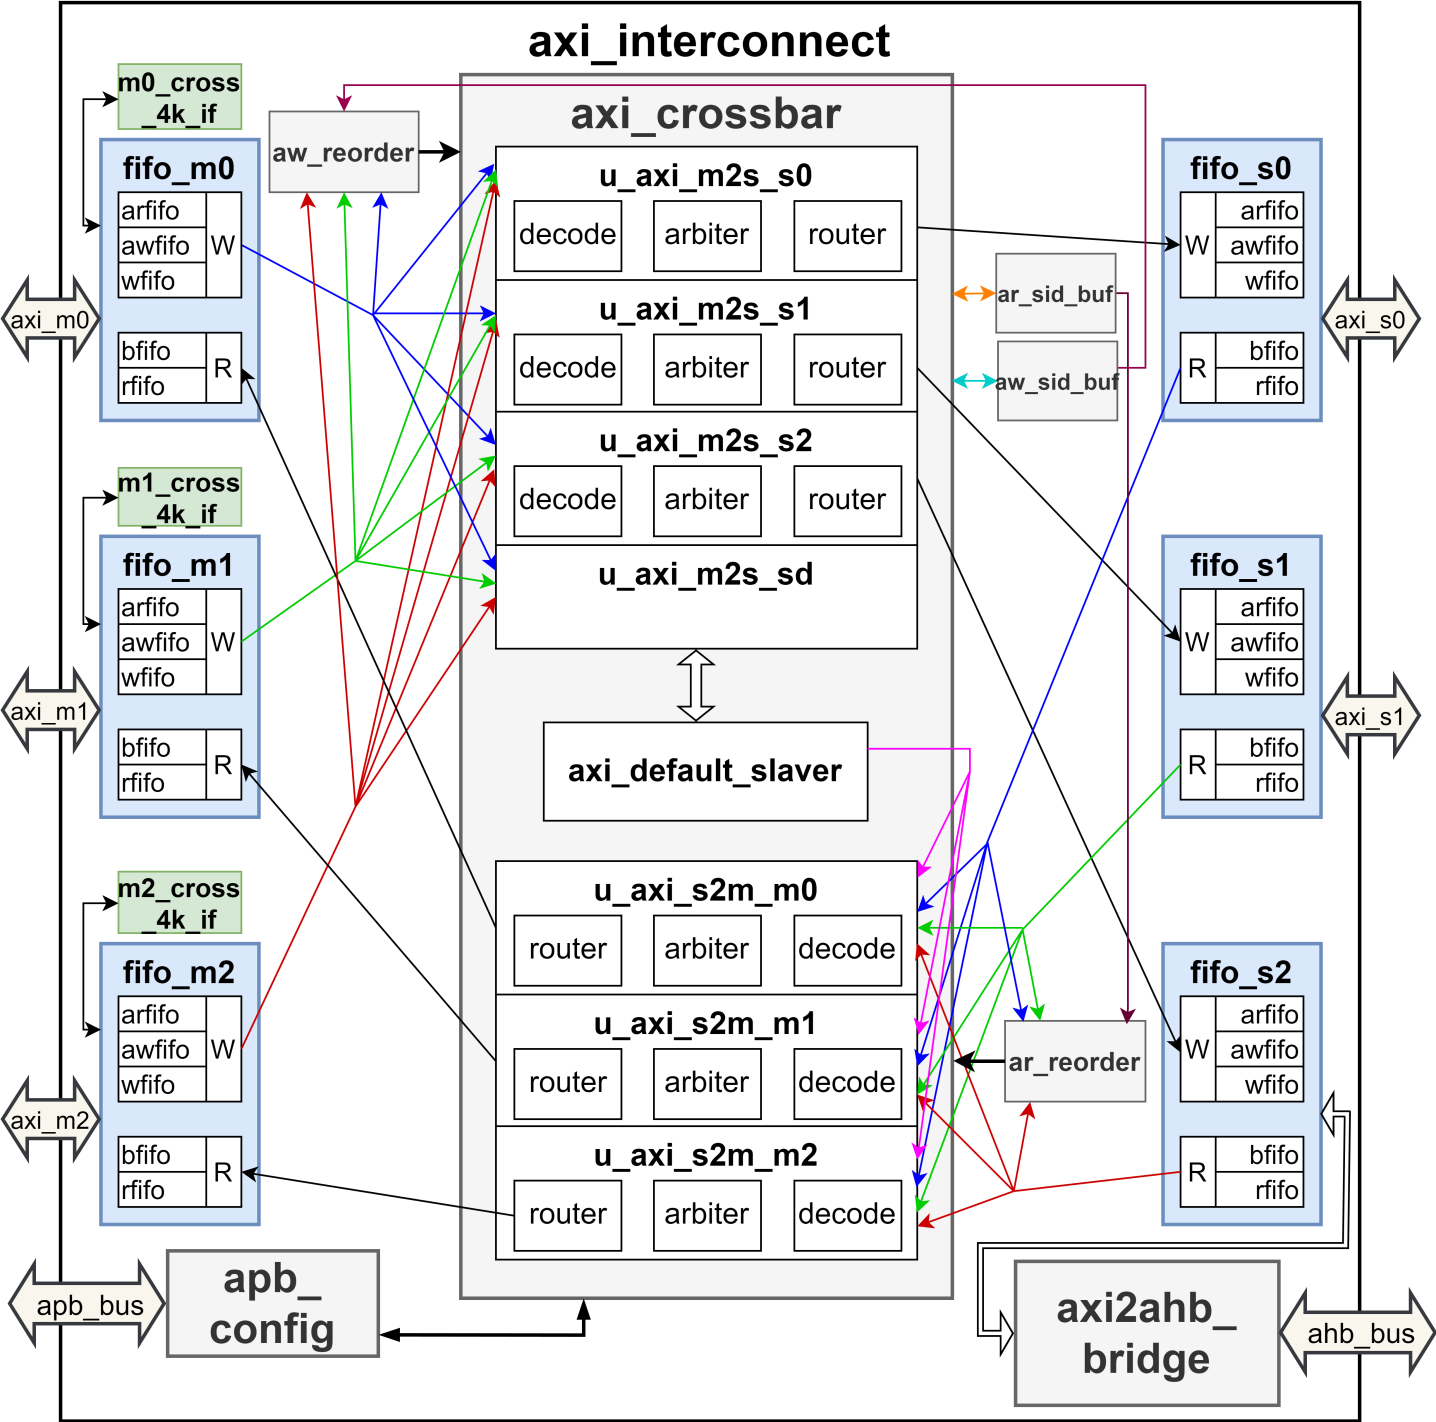 axi_interconnect
m0_cross
_4k_if
fifo_m0
arfifo
awfifo
wfifo
W
bfifo
rfifo
R
axi_m0
m1_cross
_4k_if
fifo_m1
arfifo
awfifo
wfifo
W
bfifo
rfifo
R
axi_m1
m2_cross
_4k_if
fifo_m2
arfifo
awfifo
wfifo
W
bfifo
rfifo
R
axi_m2
apb_bus
apb_
config
aw_reorder
axi_crossbar
u_axi_m2s_s0
decode
arbiter
router
u_axi_m2s_s1
decode
arbiter
router
u_axi_m2s_s2
decode
arbiter
router
u_axi_m2s_sd
axi_default_slaver
u_axi_s2m_m0
router
arbiter
decode
u_axi_s2m_m1
router
arbiter
decode
u_axi_s2m_m2
router
arbiter
decode
ar_sid_buf
aw_sid_buf
ar_reorder
fifo_s0
W
arfifo
awfifo
wfifo
R
bfifo
rfifo
axi_s0
fifo_s1
W
arfifo
awfifo
wfifo
R
bfifo
rfifo
axi_s1
fifo_s2
W
arfifo
awfifo
wfifo
R
bfifo
rfifo
axi2ahb_
bridge
ahb_bus